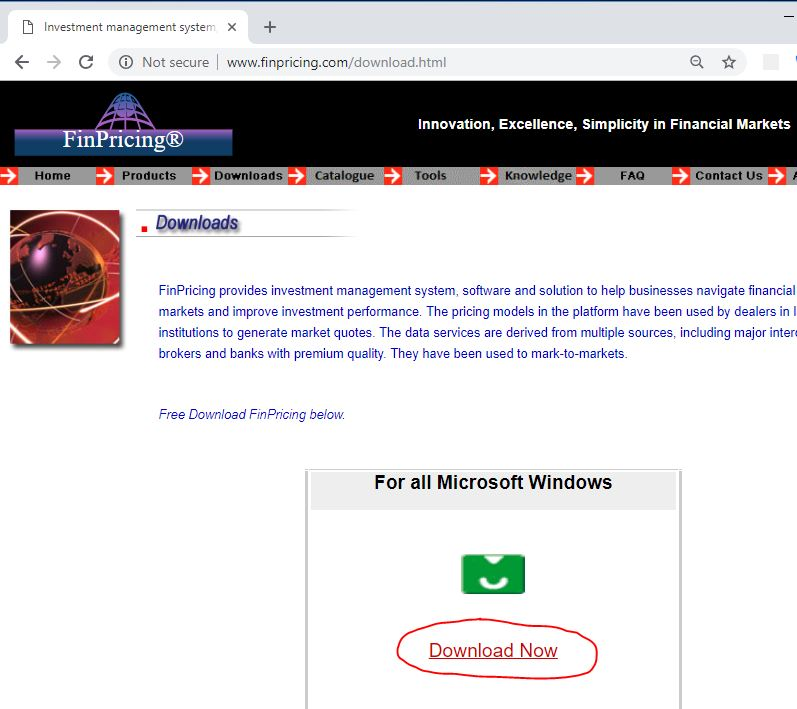 Investment management system,
Not secure | www.finpricing.com/download.html
FinPricing®
Innovation, Excellence, Simplicity in Financial Markets
Home Products Downloads Catalogue Tools Knowledge FAQ Contact Us
Downloads
FinPricing provides investment management system, software and solution to help businesses navigate financial
markets and improve investment performance. The pricing models in the platform have been used by dealers in
institutions to generate market quotes. The data services are derived from multiple sources, including major
brokers and banks with premium quality. They have been used to mark-to-markets.
Free Download FinPricing below.
For all Microsoft Windows
Download Now